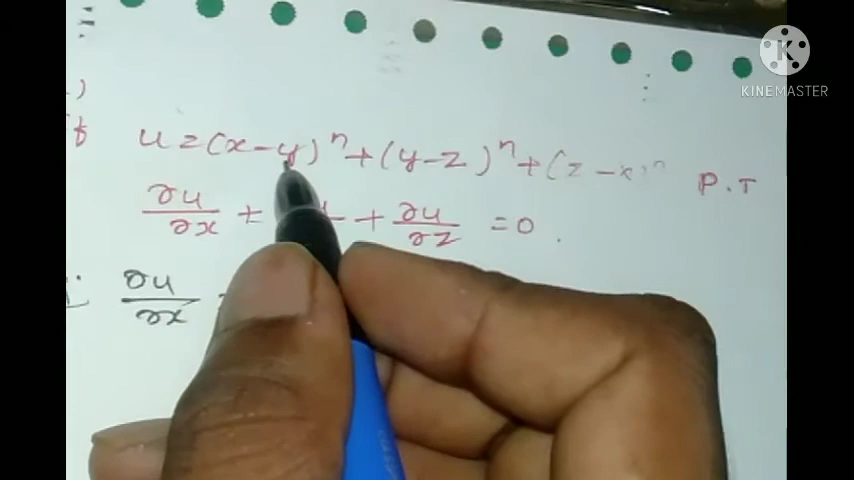 K
KINEMASTER
If u = (x-y)^n + (y-z)^n + (z-x)^n P.T
∂u/∂x + + ∂u/∂z = 0.
∂u/∂x